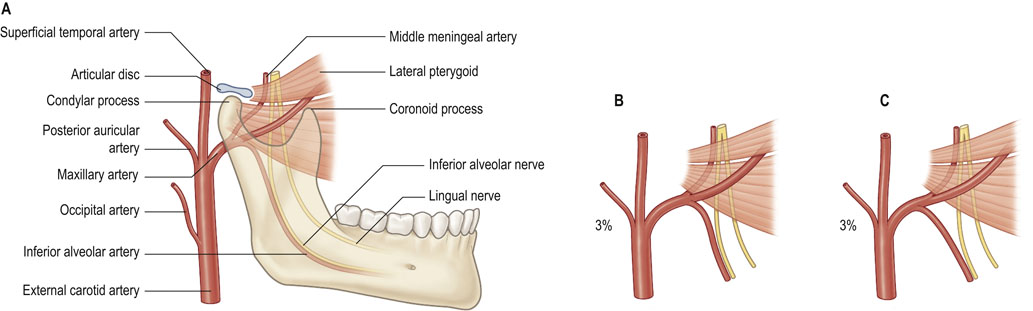 A
Superficial temporal artery
Articular disc
Condylar process
Posterior auricular
artery
Maxillary artery
Occipital artery
Inferior alveolar artery
External carotid artery
Middle meningeal artery
Lateral pterygoid
Coronoid process
Inferior alveolar nerve
Lingual nerve
B
3%
C
3%